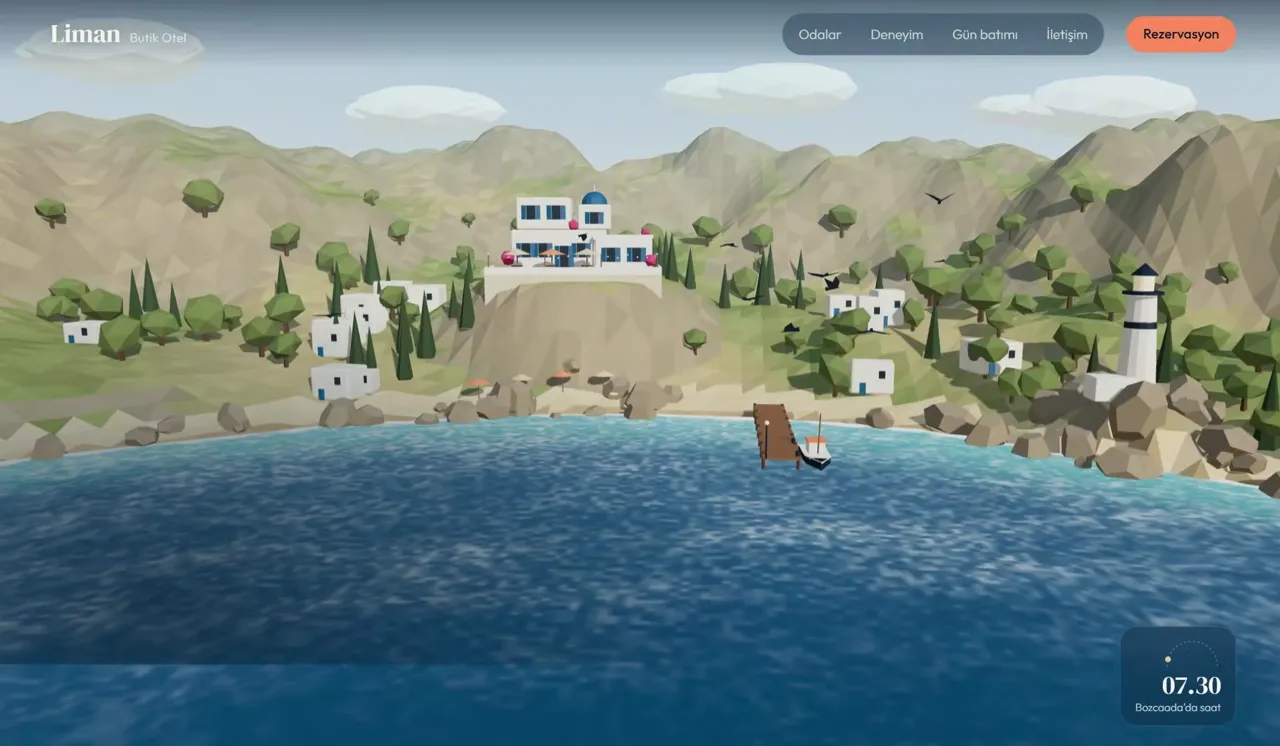 Liman Butik Otel
Odalar Deneyim Gün batımı İletişim
Rezervasyon
07.30
Bozcaada'da saat